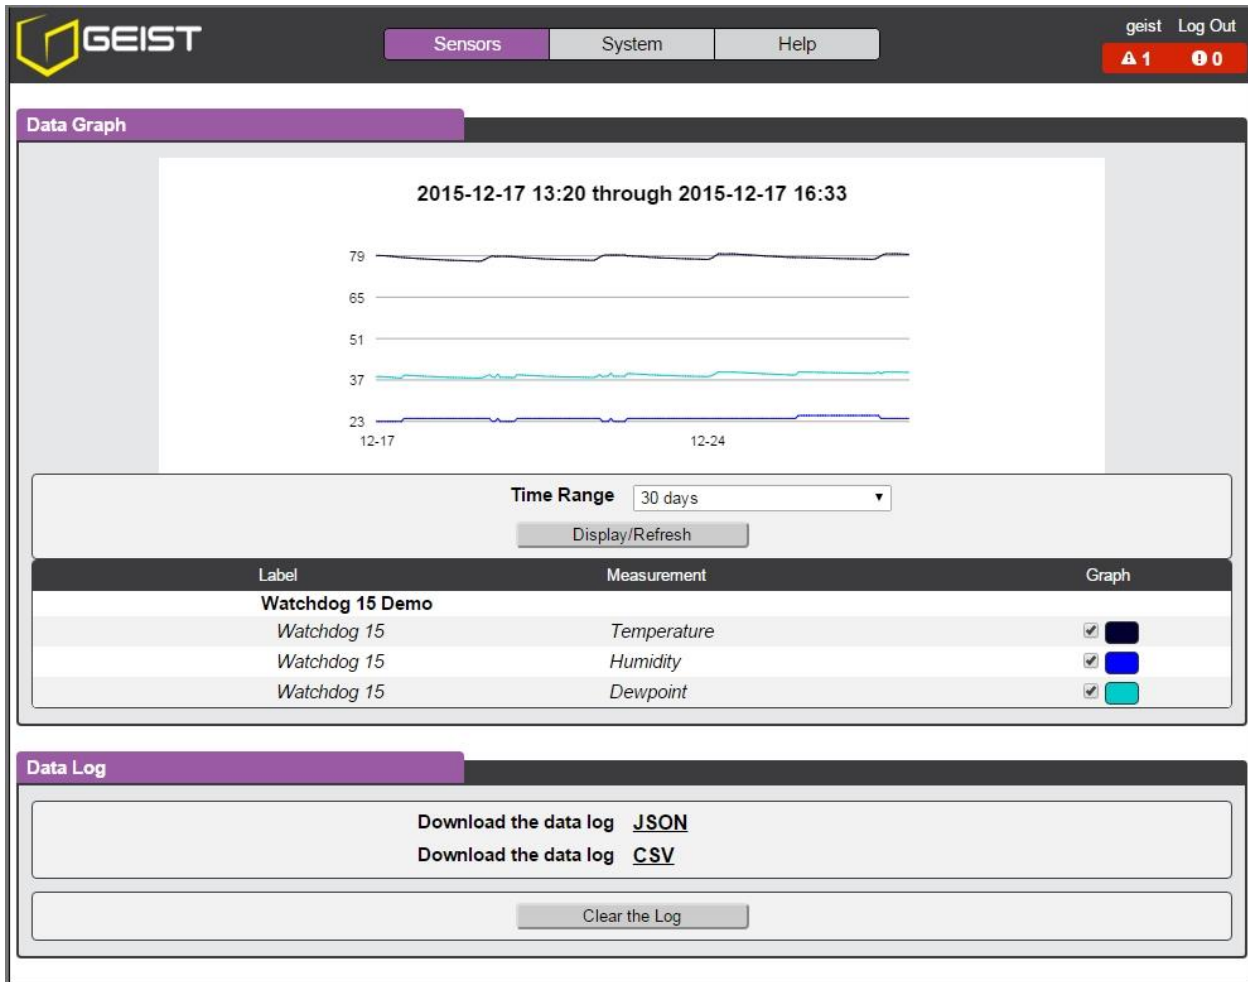 GEIST
Sensors System Help
geist Log Out
1 0
Data Graph
2015-12-17 13:20 through 2015-12-17 16:33
79
65
51
37
23
12-17 12-24
Time Range 30 days
Display/Refresh
Label Measurement Graph
Watchdog 15 Demo
Watchdog 15 Temperature
Watchdog 15 Humidity
Watchdog 15 Dewpoint
Data Log
Download the data log JSON
Download the data log CSV
Clear the Log